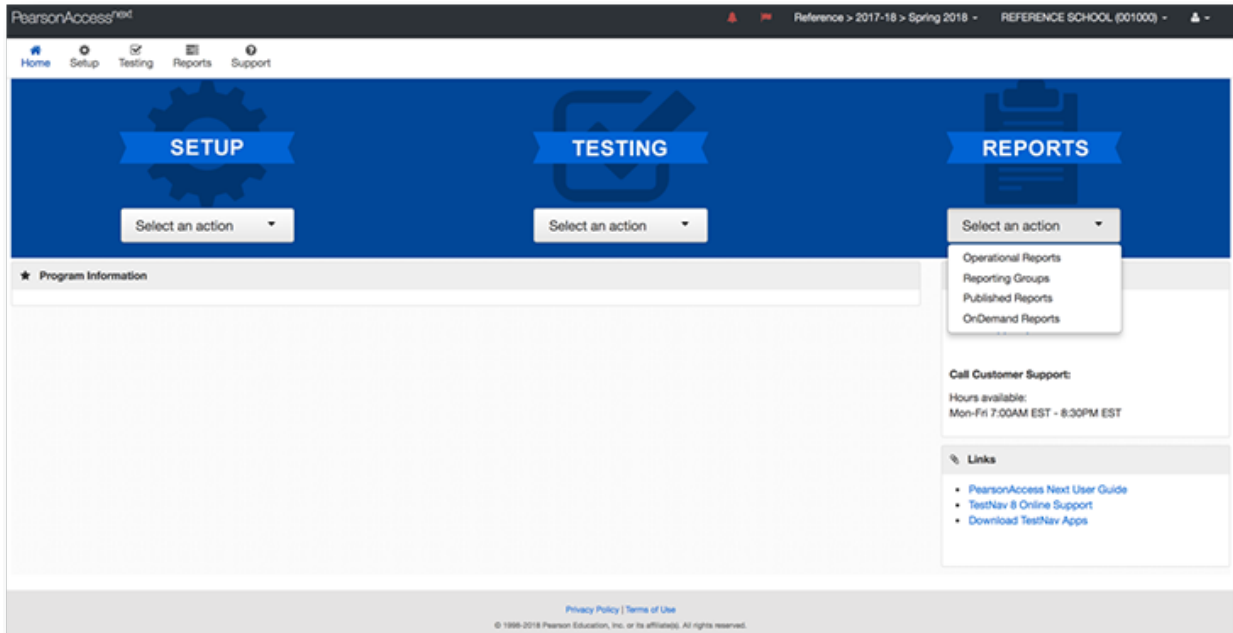 PearsonAccessnext
Reference > 2017-18 > Spring 2018
REFERENCE SCHOOL (001000)
Home
Setup
Testing
Reports
Support
SETUP
TESTING
REPORTS
Select an action
Select an action
Select an action
Operational Reports
Reporting Groups
Published Reports
OnDemand Reports
Program Information
Call Customer Support:
Hours available:
Mon-Fri 7:00AM EST - 8:30PM EST
Links
• PearsonAccess Next User Guide
• TestNav 8 Online Support
• Download TestNav Apps
Privacy Policy | Terms of Use
© 1998-2018 Pearson Education, Inc. or its affiliate(s). All rights reserved.